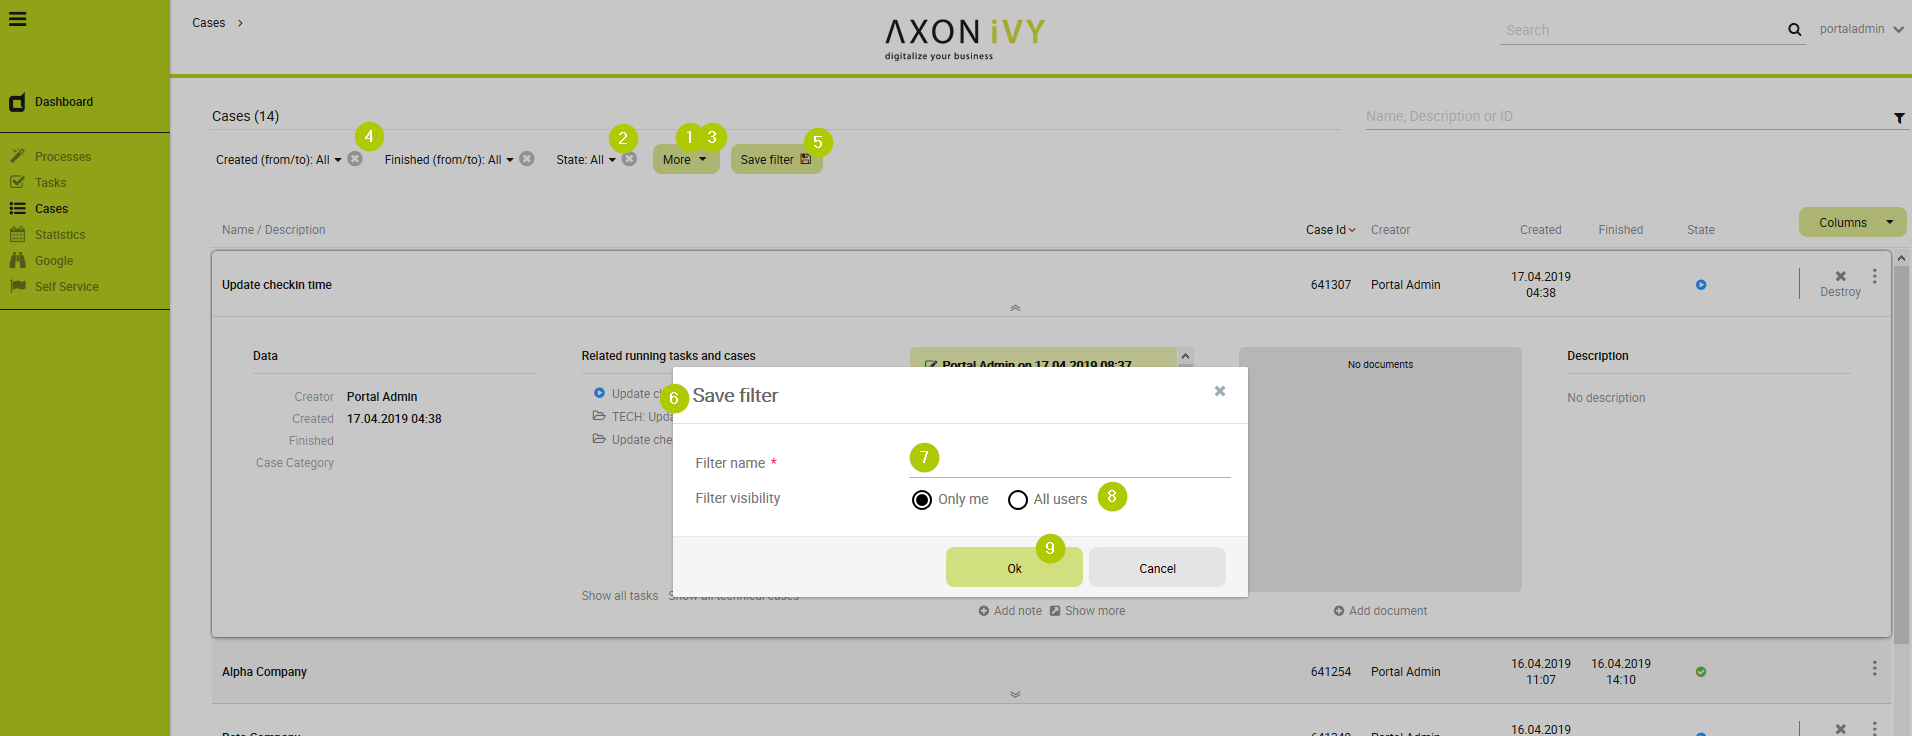 Cases
AXON iVY
digitalize your business
Search
portaladmin
Dashboard
Processes
Tasks
Cases
Statistics
Google
Self Service
Cases (14)
Name, Description or ID
4
2
1 3
5
Created (from/to): All
Finished (from/to): All
State: All
More
Save filter
Columns
Name / Description
Case Id
Creator
Created
Finished
State
Update checkin time
641307
Portal Admin
17.04.2019
04:38
Destroy
Data
Creator Portal Admin
Created 17.04.2019 04:38
Finished
Case Category
Related running tasks and cases
Update
TECH:
Update
Show all tasks
Show all technical cases
Portal Admin on 17.04.2019 08:37
Add note
Show more
No documents
Add document
Description
No description
6
Save filter
Filter name *
7
Filter visibility
Only me
All users
8
9
Ok
Cancel
Alpha Company
641254
Portal Admin
16.04.2019
11:07
16.04.2019
14:10
16.04.2019